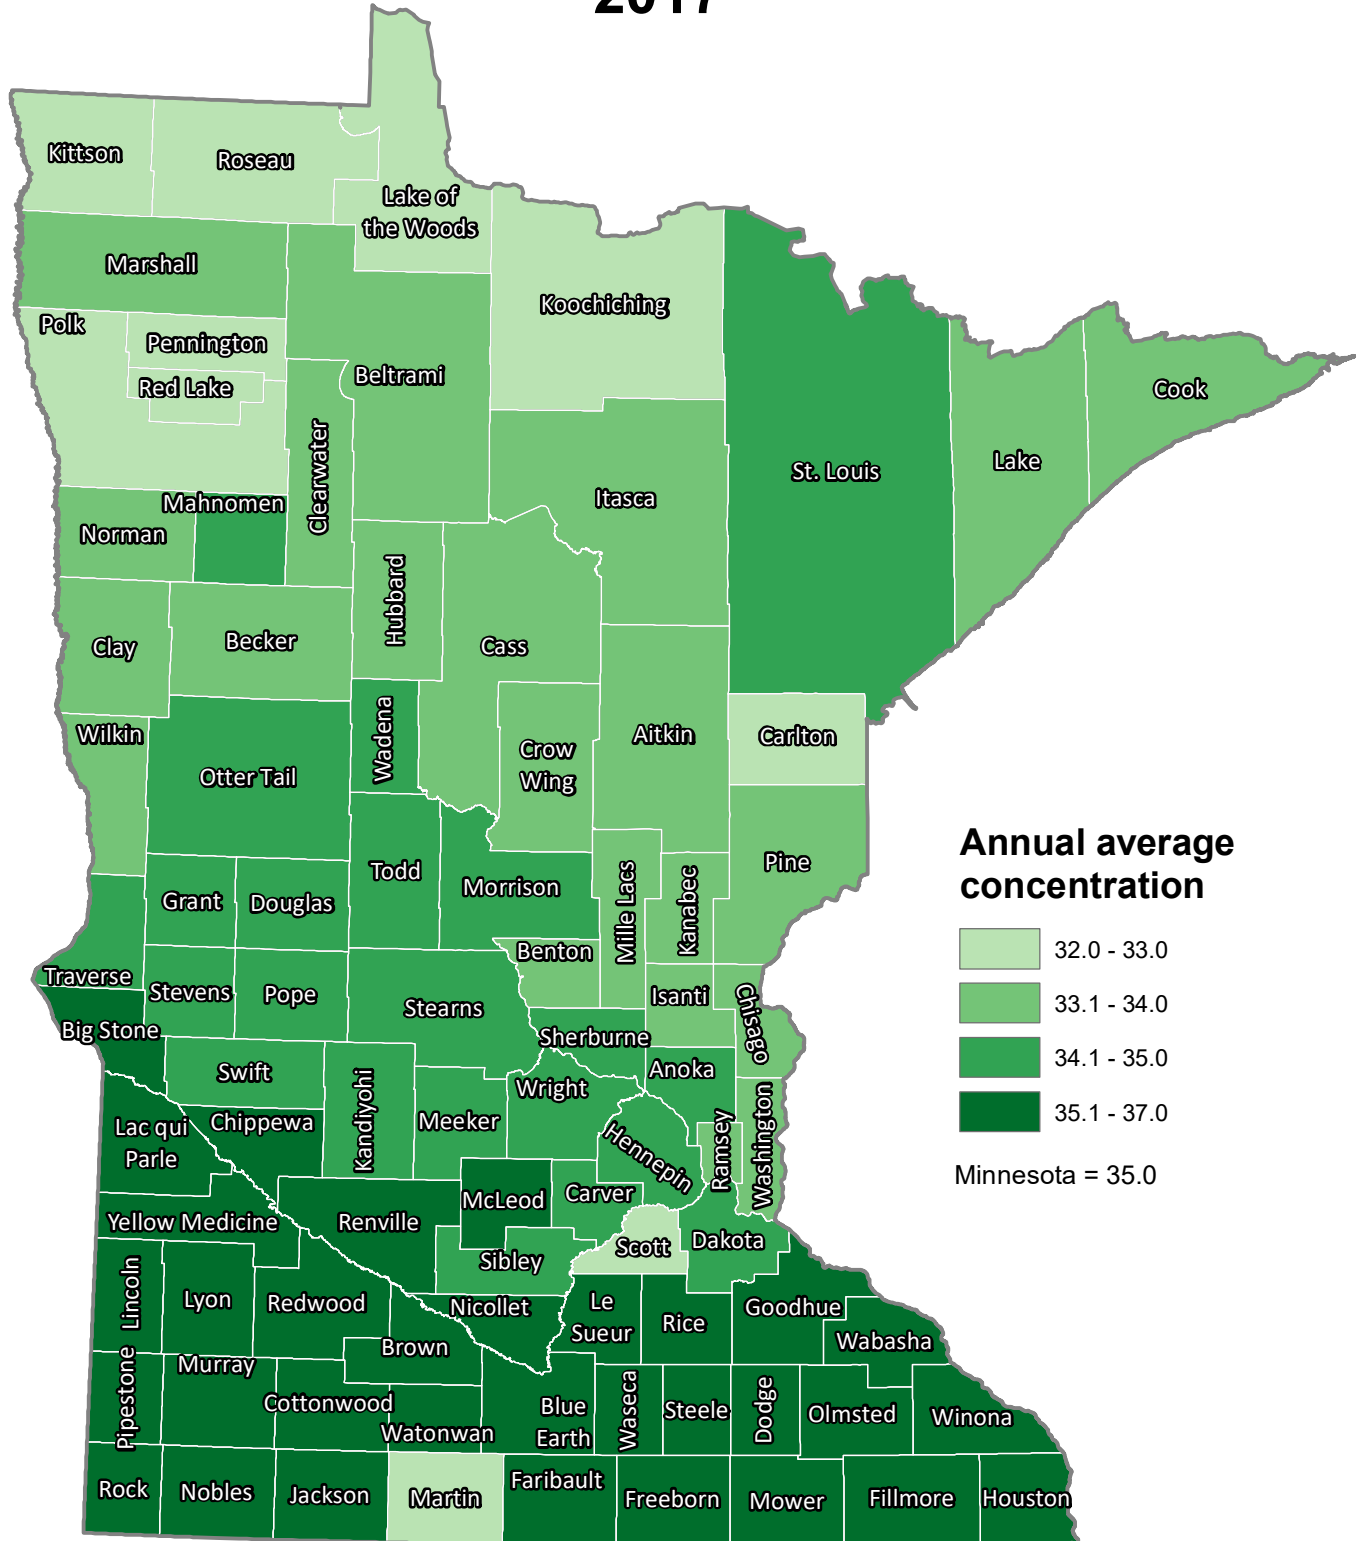 2017
Kittson
Roseau
Lake of
the Woods
Marshall
Koochiching
Polk
Pennington
Red Lake
Beltrami
Cook
Clearwater
St. Louis
Lake
Itasca
Mahnomen
Norman
Hubbard
Clay
Becker
Cass
Wilkin
Wadena
Aitkin
Carlton
Otter Tail
Crow
Wing
Todd
Morrison
Pine
Grant
Douglas
Mille Lacs
Kanabec
Benton
Traverse
Stevens
Pope
Stearns
Isanti
Chisago
Big Stone
Sherburne
Swift
Kandiyohi
Wright
Anoka
Lac qui
Parle
Chippewa
Meeker
Hennepin
Ramsey
Washington
Yellow Medicine
Renville
McLeod
Carver
Scott
Dakota
Sibley
Lincoln
Lyon
Redwood
Nicollet
Le
Sueur
Rice
Goodhue
Wabasha
Brown
Pipestone
Murray
Cottonwood
Watonwan
Blue
Earth
Waseca
Steele
Dodge
Olmsted
Winona
Rock
Nobles
Jackson
Martin
Faribault
Freeborn
Mower
Fillmore
Houston
Annual average
concentration
32.0 - 33.0
33.1 - 34.0
34.1 - 35.0
35.1 - 37.0
Minnesota = 35.0